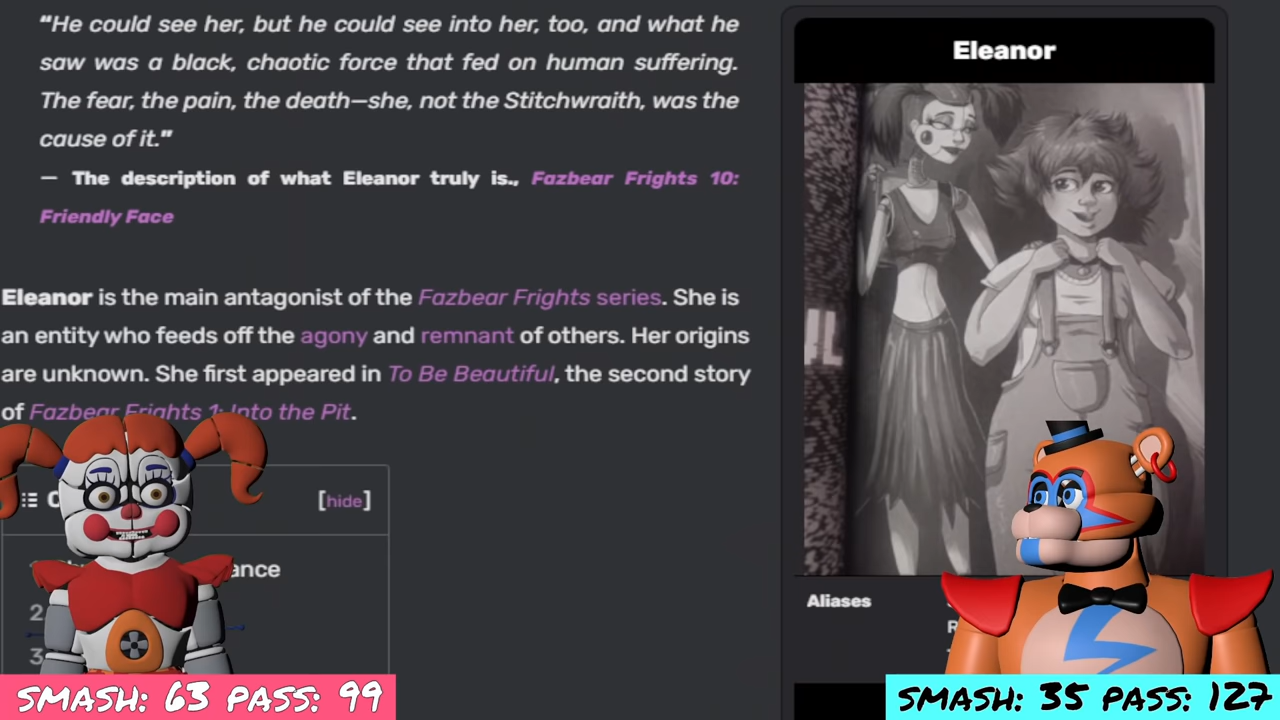 “He could see her, but he could see into her, too, and what he
saw was a black, chaotic force that fed on human suffering.
The fear, the pain, the death—she, not the Stitchwraith, was the
cause of it.”
— The description of what Eleanor truly is., Fazbear Frights 10:
Friendly Face
Eleanor is the main antagonist of the Fazbear Frights series. She is
an entity who feeds off the agony and remnant of others. Her origins
are unknown. She first appeared in To Be Beautiful, the second story
of Fazbear Frights 1: Into the Pit.
[hide]
2
3
Eleanor
Aliases
SMASH: 63 PASS: 99
SMASH: 35 PASS: 127